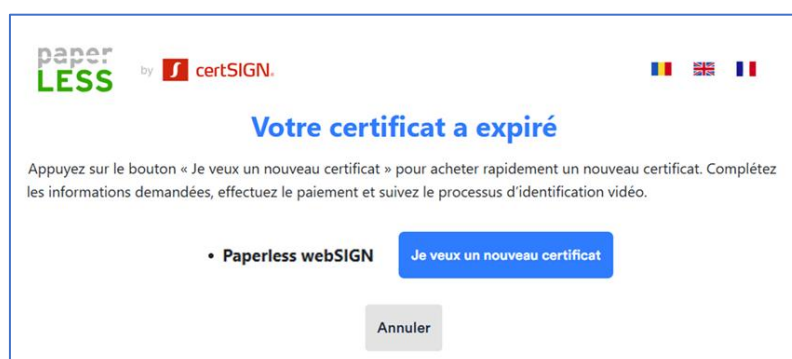 paper
LESS
by certSIGN.
Votre certificat a expiré
Appuyez sur le bouton « Je veux un nouveau certificat » pour acheter rapidement un nouveau certificat. Complétez
les informations demandées, effectuez le paiement et suivez le processus d'identification vidéo.
• Paperless webSIGN Je veux un nouveau certificat
Annuler